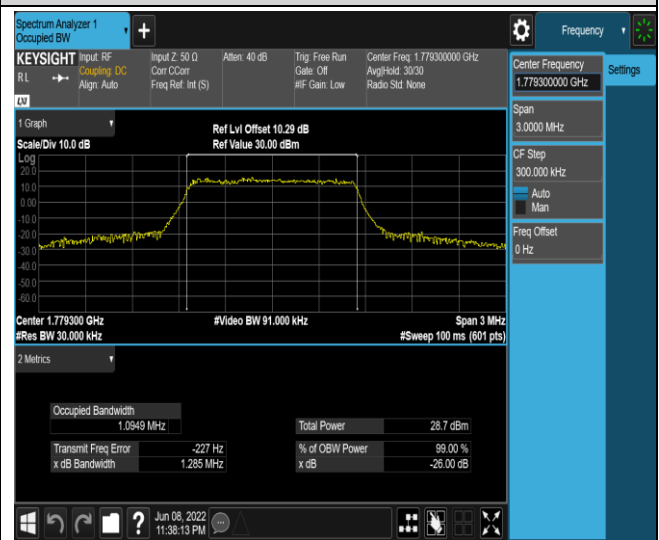 Spectrum Analyzer 1
Occupied BW
Frequency
KEYSIGHT
RL
LXI
Input: RF
Coupling: DC
Align: Auto
Input Z: 50 Ω
Corr CCorr
Freq Ref: Int (S)
Atten: 40 dB
Trig: Free Run
Gate: Off
#IF Gain: Low
Center Freq: 1.779300000 GHz
Avg|Hold: 30/30
Radio Std: None
Center Frequency
1.779300000 GHz
Settings
Span
3.0000 MHz
CF Step
300.000 kHz
Auto
Man
Freq Offset
0 Hz
1 Graph
Scale/Div 10.0 dB
Ref Lvl Offset 10.29 dB
Ref Value 30.00 dBm
Log
20.0
10.0
0.00
-10.0
-20.0
-30.0
-40.0
-50.0
-60.0
Center 1.779300 GHz
#Video BW 91.000 kHz
Span 3 MHz
#Res BW 30.000 kHz
#Sweep 100 ms (601 pts)
2 Metrics
Occupied Bandwidth
1.0949 MHz
Total Power 28.7 dBm
Transmit Freq Error -227 Hz
% of OBW Power 99.00 %
x dB Bandwidth 1.285 MHz
x dB -26.00 dB
?
Jun 08, 2022
11:38:13 PM